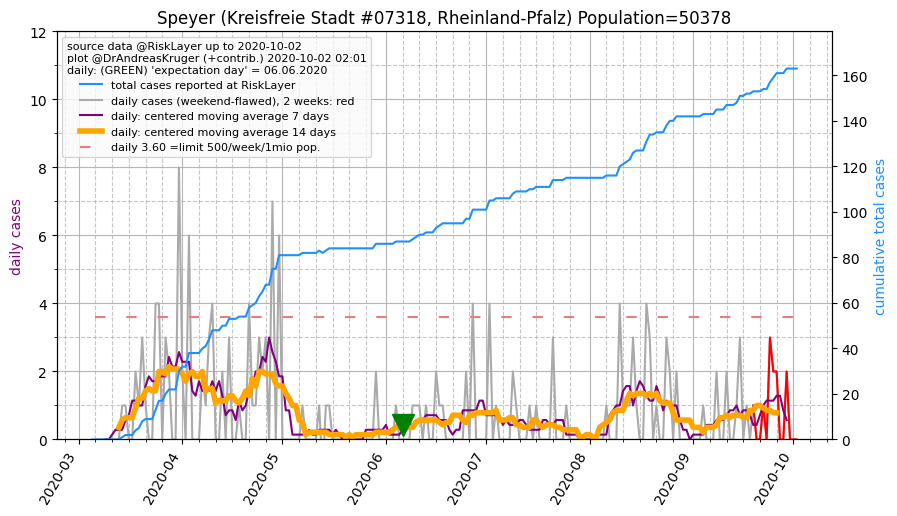 Speyer (Kreisfreie Stadt #07318, Rheinland-Pfalz) Population=50378
source data @RiskLayer up to 2020-10-02
plot @DrAndreasKruger (+contrib.) 2020-10-02 02:01
daily: (GREEN) 'expectation day' = 06.06.2020
total cases reported at RiskLayer
daily cases (weekend-flawed), 2 weeks: red
daily: centered moving average 7 days
daily: centered moving average 14 days
daily 3.60 =limit 500/week/1mio pop.
daily cases
12
10
8
6
4
2
0
cumulative total cases
160
140
120
100
80
60
40
20
0
2020-03
2020-04
2020-05
2020-06
2020-07
2020-08
2020-09
2020-10